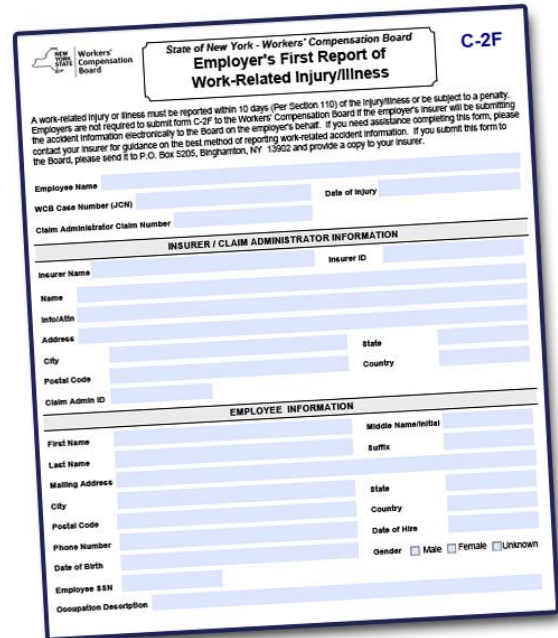 NEW YORK STATE
Workers' Compensation Board
State of New York - Workers' Compensation Board
Employer's First Report of
Work-Related Injury/Illness
C-2F
A work-related injury or illness must be reported within 10 days (Per Section 110) of the injury/illness or be subject to a penalty.
Employers are not required to submit form C-2F to the Workers' Compensation Board if the employer's insurer will be submitting
the accident information electronically to the Board on the employer's behalf. If you need assistance completing this form, please
contact your insurer for guidance on the best method of reporting work-related accident information. If you submit this form to
the Board, please send it to P.O. Box 5205, Binghamton, NY 13902 and provide a copy to your insurer.
Employee Name
WCB Case Number (JCN) Date of Injury
Claim Administrator Claim Number
INSURER / CLAIM ADMINISTRATOR INFORMATION
Insurer Name Insurer ID
Name
Info/Attn
Address
City State
Postal Code Country
Claim Admin ID
EMPLOYEE INFORMATION
First Name Middle Name/Initial
Last Name Suffix
Mailing Address
City State
Postal Code Country
Phone Number Date of Hire
Date of Birth Gender Male Female Unknown
Employee SSN
Occupation Description